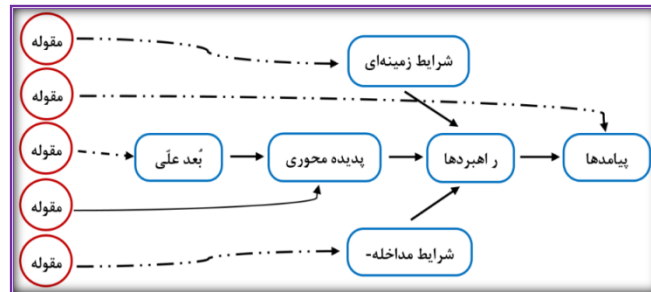 مقوله
شرایط زمینه‌ای
مقوله
مقوله
بُعد علّی
پدیده محوری
راهبردها
پیامدها
مقوله
مقوله
شرایط مداخله-